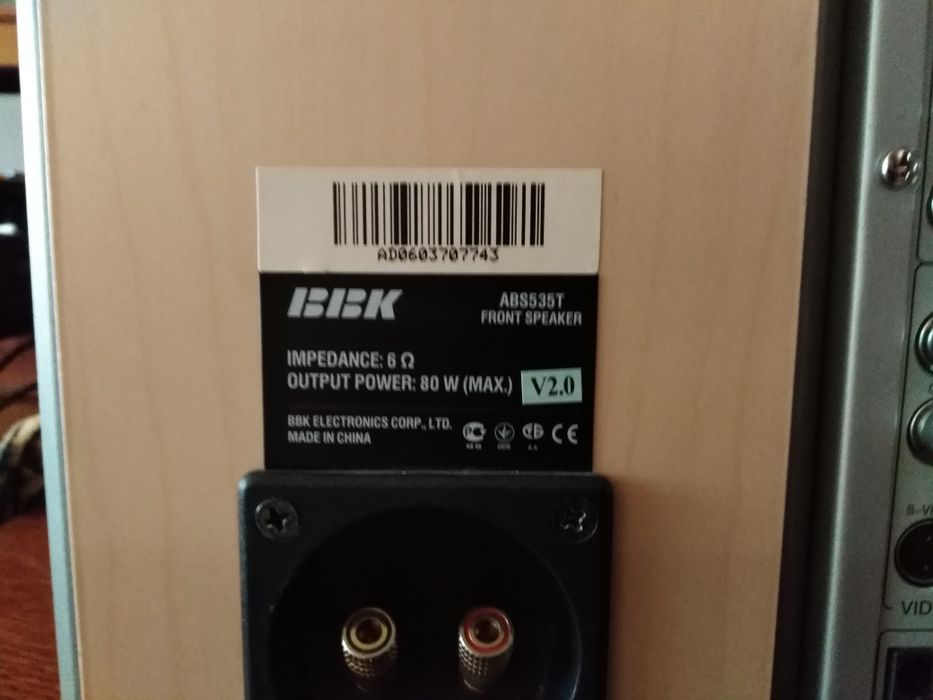 AD0603707743
BBK
ABS535T
FRONT SPEAKER
IMPEDANCE: 6 Ω
OUTPUT POWER: 80 W (MAX.)
V2.0
BBK ELECTRONICS CORP., LTD.
MADE IN CHINA
CE